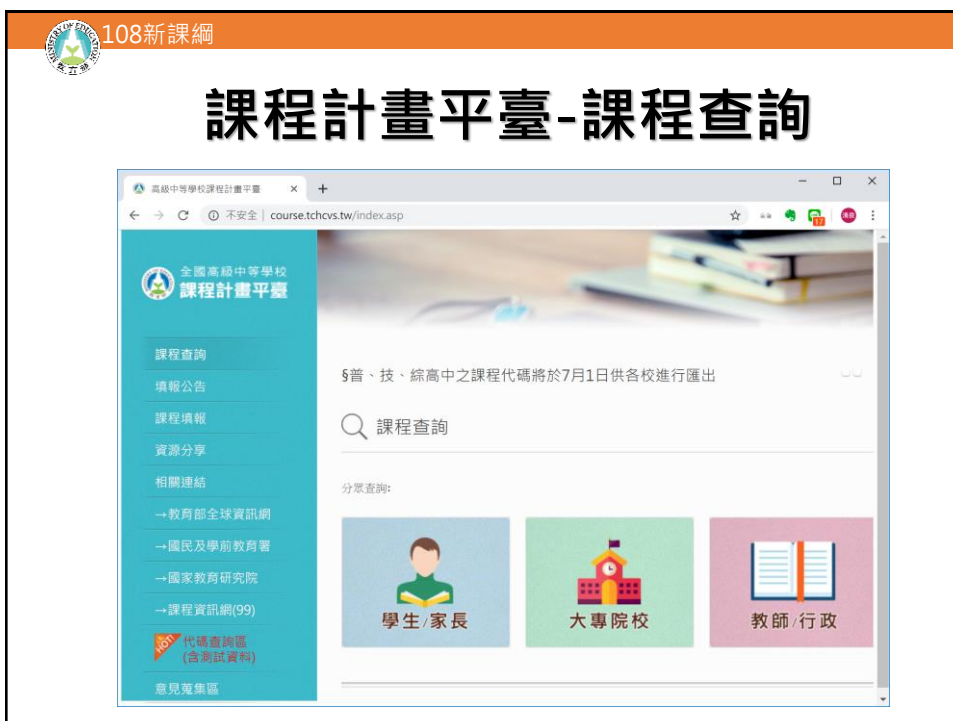 108新課綱
MINISTRY OF EDUCATION
教育部
課程計畫平臺-課程查詢
高級中等學校課程計畫平臺
不安全 | course.tchcvs.tw/index.asp
17
全國高級中等學校
課程計畫平臺
課程查詢
填報公告
課程填報
資源分享
相關連結
→教育部全球資訊網
→國民及學前教育署
→國家教育研究院
→課程資訊網(99)
HOT!
代碼查詢區
(含測試資料)
意見蒐集區
§普、技、綜高中之課程代碼將於7月1日供各校進行匯出
課程查詢
分眾查詢:
學生/家長
大專院校
教師/行政